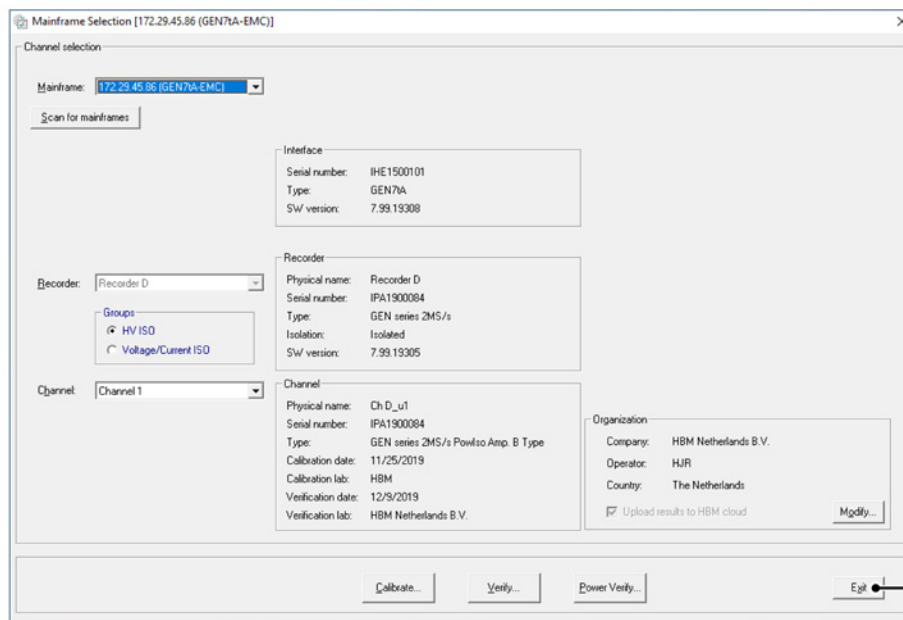 Mainframe Selection [172.29.45.86 (GEN7tA-EMC)]
Channel selection
Mainframe: 172.29.45.86 (GEN7tA-EMC)
Scan for mainframes
Interface
Serial number: IHE1500101
Type: GEN7tA
SW version: 7.99.19308
Recorder: Recorder D
Groups
HV ISO
Voltage/Current ISO
Recorder
Physical name: Recorder D
Serial number: IPA1900084
Type: GEN series 2MS/s
Isolation: Isolated
SW version: 7.99.19305
Channel: Channel 1
Channel
Physical name: Ch D_u1
Serial number: IPA1900084
Type: GEN series 2MS/s PowIso Amp. B Type
Calibration date: 11/25/2019
Calibration lab: HBM
Verification date: 12/9/2019
Verification lab: HBM Netherlands B.V.
Organization
Company: HBM Netherlands B.V.
Operator: HJR
Country: The Netherlands
Upload results to HBM cloud
Modify...
Calibrate...
Verify...
Power Verify...
Exit